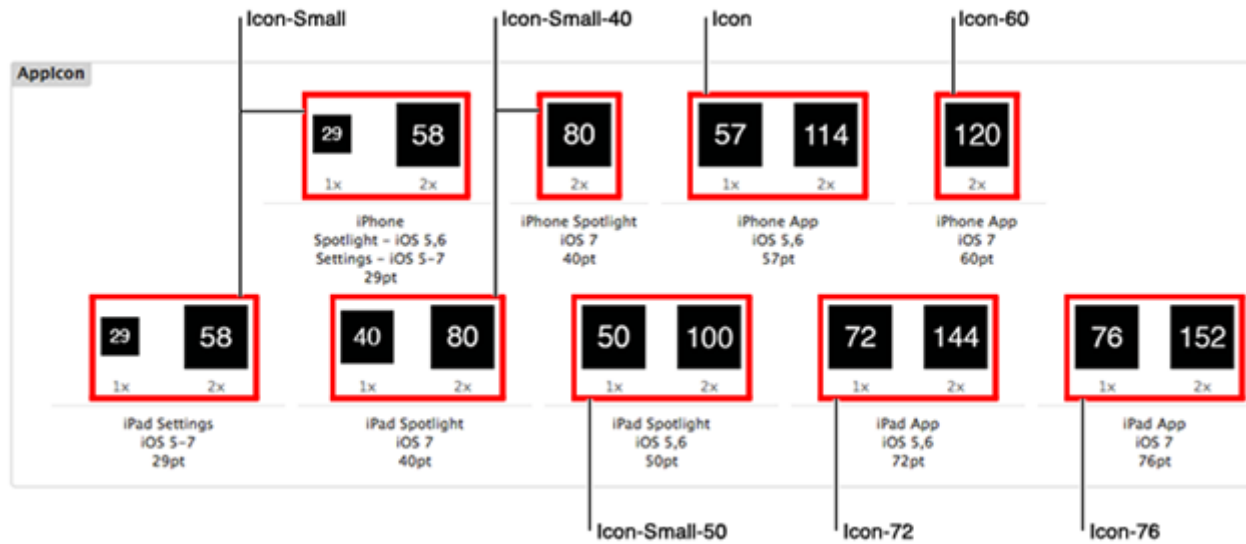 Icon-Small
Icon-Small-40
Icon
Icon-60
AppIcon
29 58
1x 2x
iPhone
Spotlight - iOS 5,6
Settings - iOS 5-7
29pt
80
2x
iPhone Spotlight
iOS 7
40pt
57 114
1x 2x
iPhone App
iOS 5,6
57pt
120
2x
iPhone App
iOS 7
60pt
29 58
1x 2x
iPad Settings
iOS 5-7
29pt
40 80
1x 2x
iPad Spotlight
iOS 7
40pt
50 100
1x 2x
iPad Spotlight
iOS 5,6
50pt
72 144
1x 2x
iPad App
iOS 5,6
72pt
76 152
1x 2x
iPad App
iOS 7
76pt
Icon-Small-50
Icon-72
Icon-76